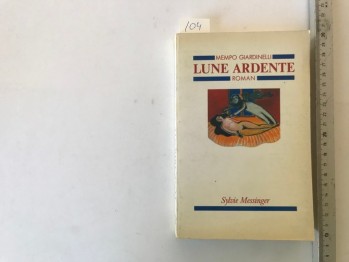 104
MEMPO GIARDINELLI
LUNE ARDENTE
ROMAN
Sylvie Messinger